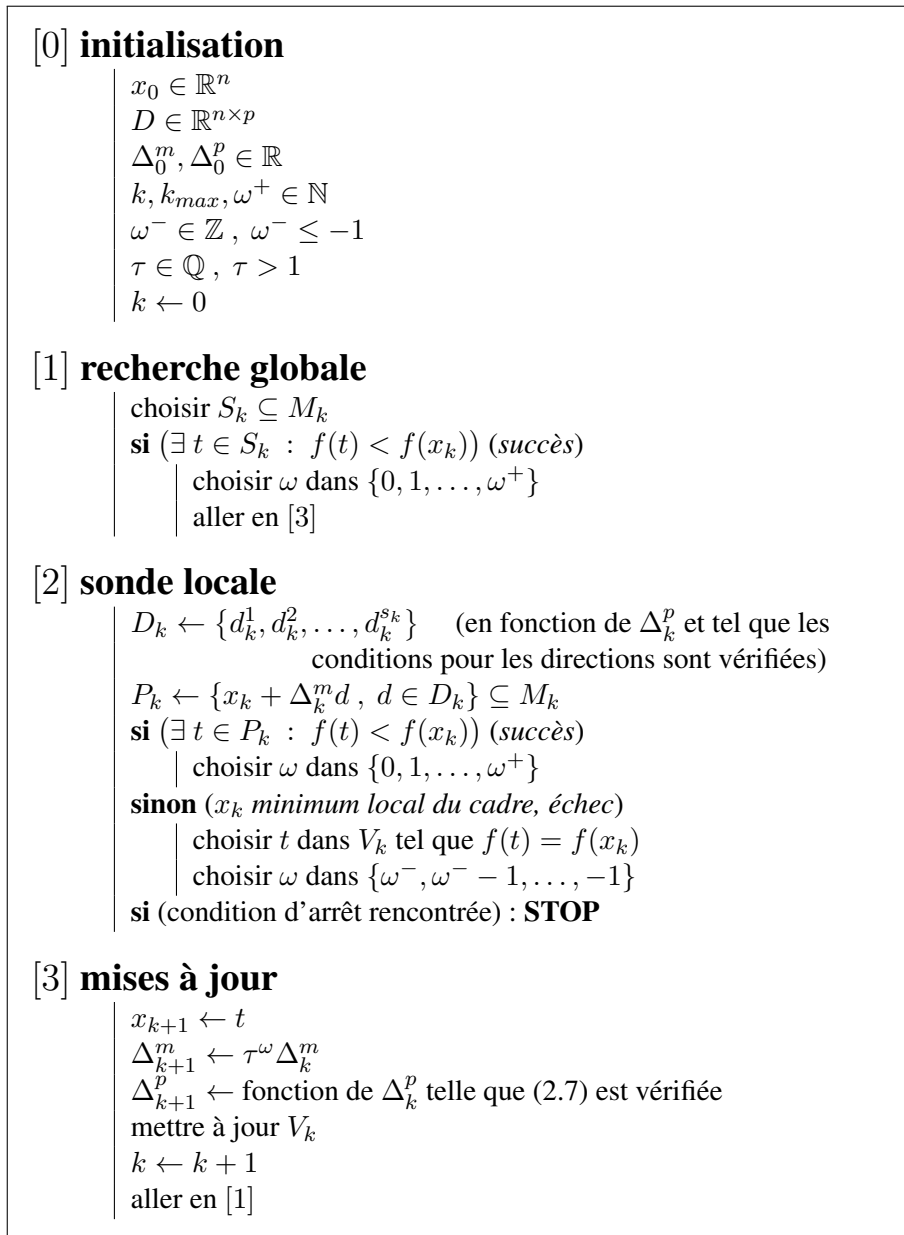 [0] initialisation
x_0 ∈ ℝ^n
D ∈ ℝ^{n×p}
Δ_0^m, Δ_0^p ∈ ℝ
k, k_{max}, ω^+ ∈ ℕ
ω^- ∈ ℤ , ω^- ≤ −1
τ ∈ ℚ , τ > 1
k ← 0
[1] recherche globale
choisir S_k ⊆ M_k
si (∃ t ∈ S_k : f(t) < f(x_k)) (succès)
choisir ω dans {0, 1, . . . , ω^+}
aller en [3]
[2] sonde locale
D_k ← {d_k^1, d_k^2, . . . , d_k^{s_k}} (en fonction de Δ_k^p et tel que les
conditions pour les directions sont vérifiées)
P_k ← {x_k + Δ_k^m d , d ∈ D_k} ⊆ M_k
si (∃ t ∈ P_k : f(t) < f(x_k)) (succès)
choisir ω dans {0, 1, . . . , ω^+}
sinon (x_k minimum local du cadre, échec)
choisir t dans V_k tel que f(t) = f(x_k)
choisir ω dans {ω^-, ω^- − 1, . . . , −1}
si (condition d'arrêt rencontrée) : STOP
[3] mises à jour
x_{k+1} ← t
Δ_{k+1}^m ← τ^ω Δ_k^m
Δ_{k+1}^p ← fonction de Δ_k^p telle que (2.7) est vérifiée
mettre à jour V_k
k ← k + 1
aller en [1]